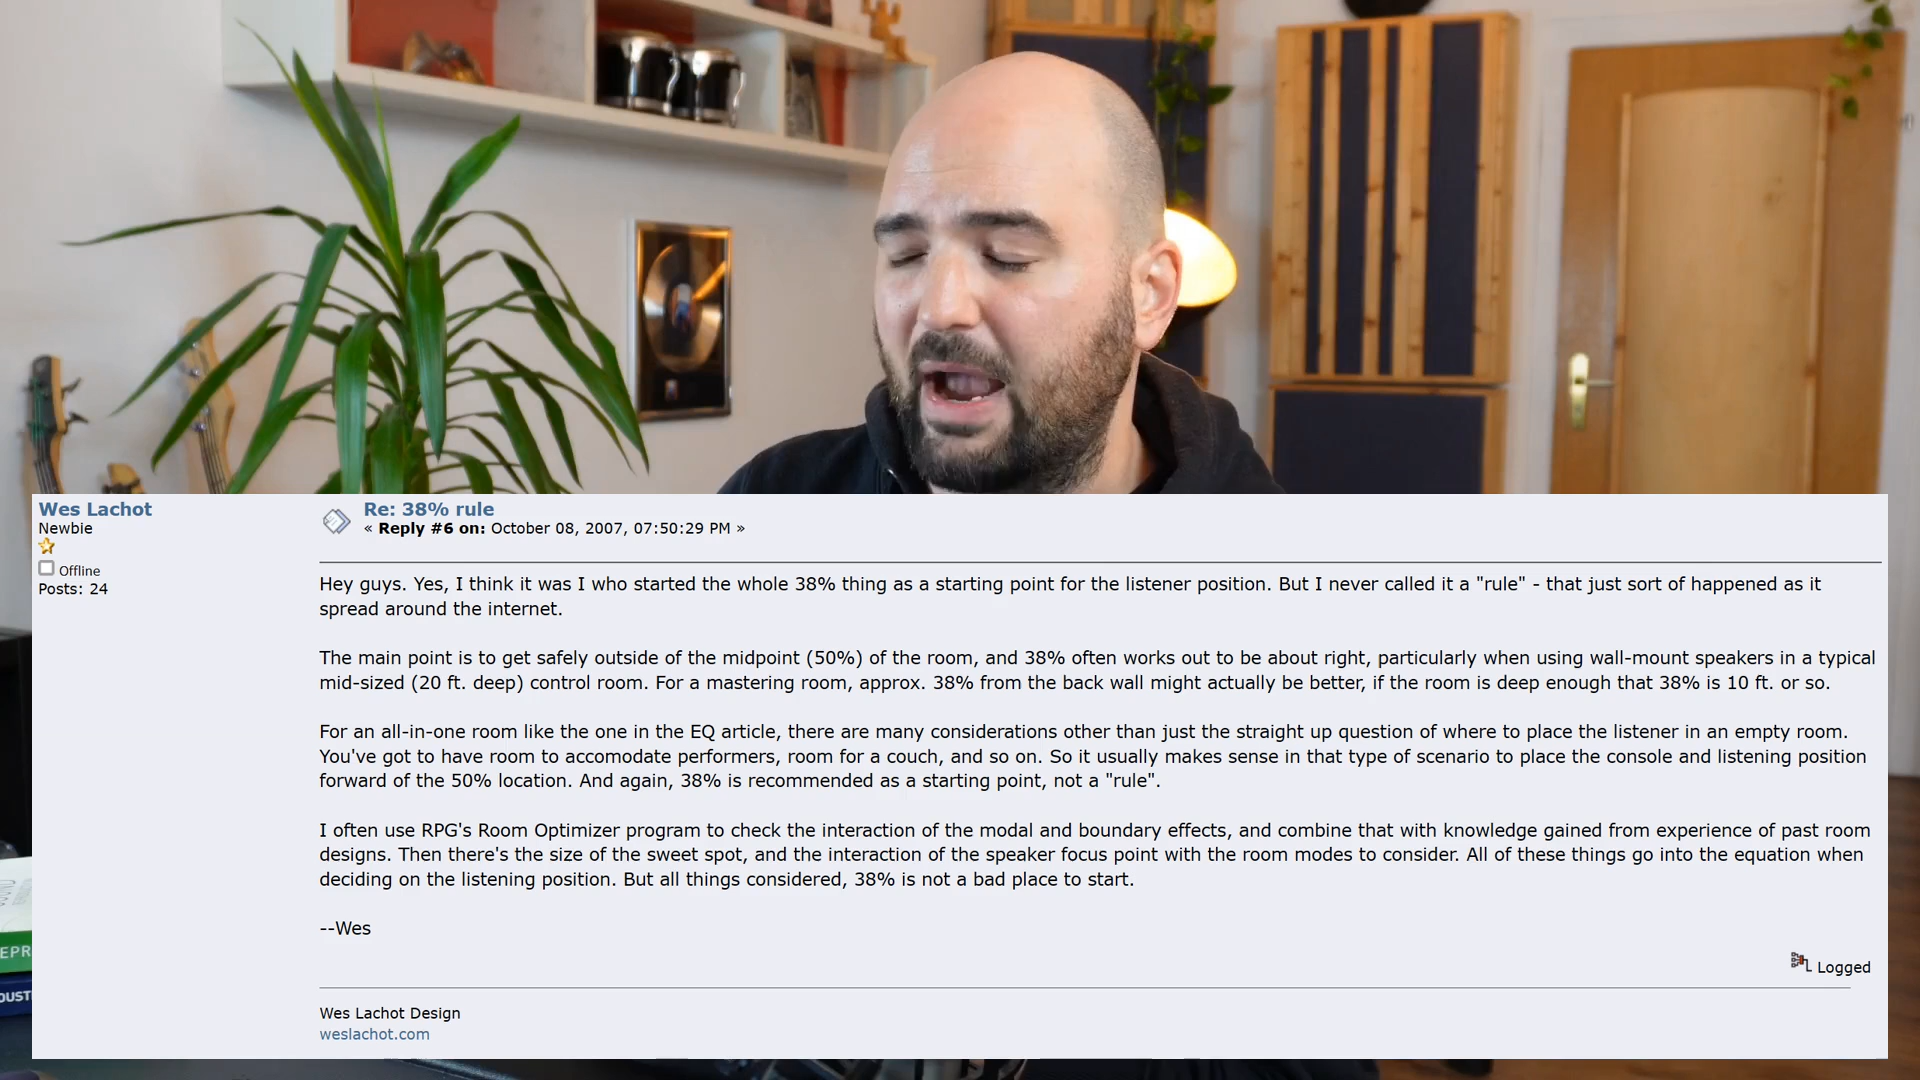 Wes Lachot
Newbie
Offline
Posts: 24
Re: 38% rule
« Reply #6 on: October 08, 2007, 07:50:29 PM »
Hey guys. Yes, I think it was I who started the whole 38% thing as a starting point for the listener position. But I never called it a "rule" - that just sort of happened as it
spread around the internet.
The main point is to get safely outside of the midpoint (50%) of the room, and 38% often works out to be about right, particularly when using wall-mount speakers in a typical
mid-sized (20 ft. deep) control room. For a mastering room, approx. 38% from the back wall might actually be better, if the room is deep enough that 38% is 10 ft. or so.
For an all-in-one room like the one in the EQ article, there are many considerations other than just the straight up question of where to place the listener in an empty room.
You've got to have room to accomodate performers, room for a couch, and so on. So it usually makes sense in that type of scenario to place the console and listening position
forward of the 50% location. And again, 38% is recommended as a starting point, not a "rule".
I often use RPG's Room Optimizer program to check the interaction of the modal and boundary effects, and combine that with knowledge gained from experience of past room
designs. Then there's the size of the sweet spot, and the interaction of the speaker focus point with the room modes to consider. All of these things go into the equation when
deciding on the listening position. But all things considered, 38% is not a bad place to start.
--Wes
Logged
Wes Lachot Design
weslachot.com
EPR
OUST